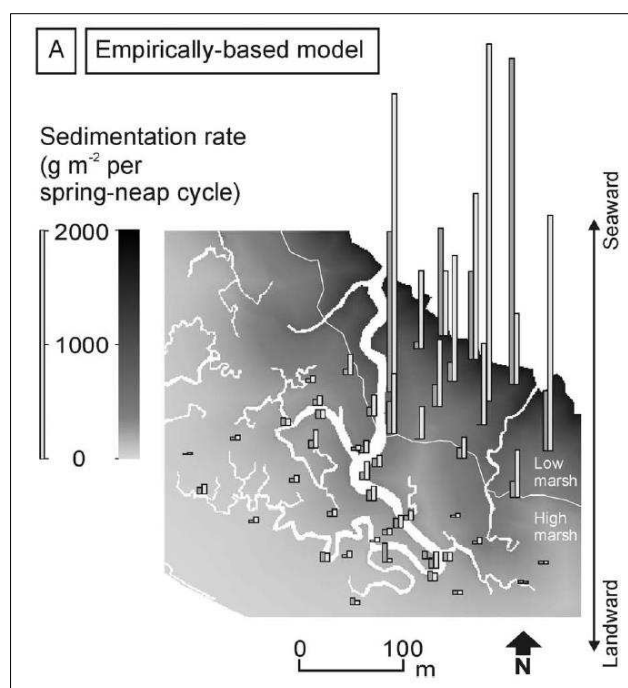 A Empirically-based model
Sedimentation rate
(g m⁻² per
spring-neap cycle)
2000
1000
0
Seaward
Low
marsh
High
marsh
Landward
0 100
m
N